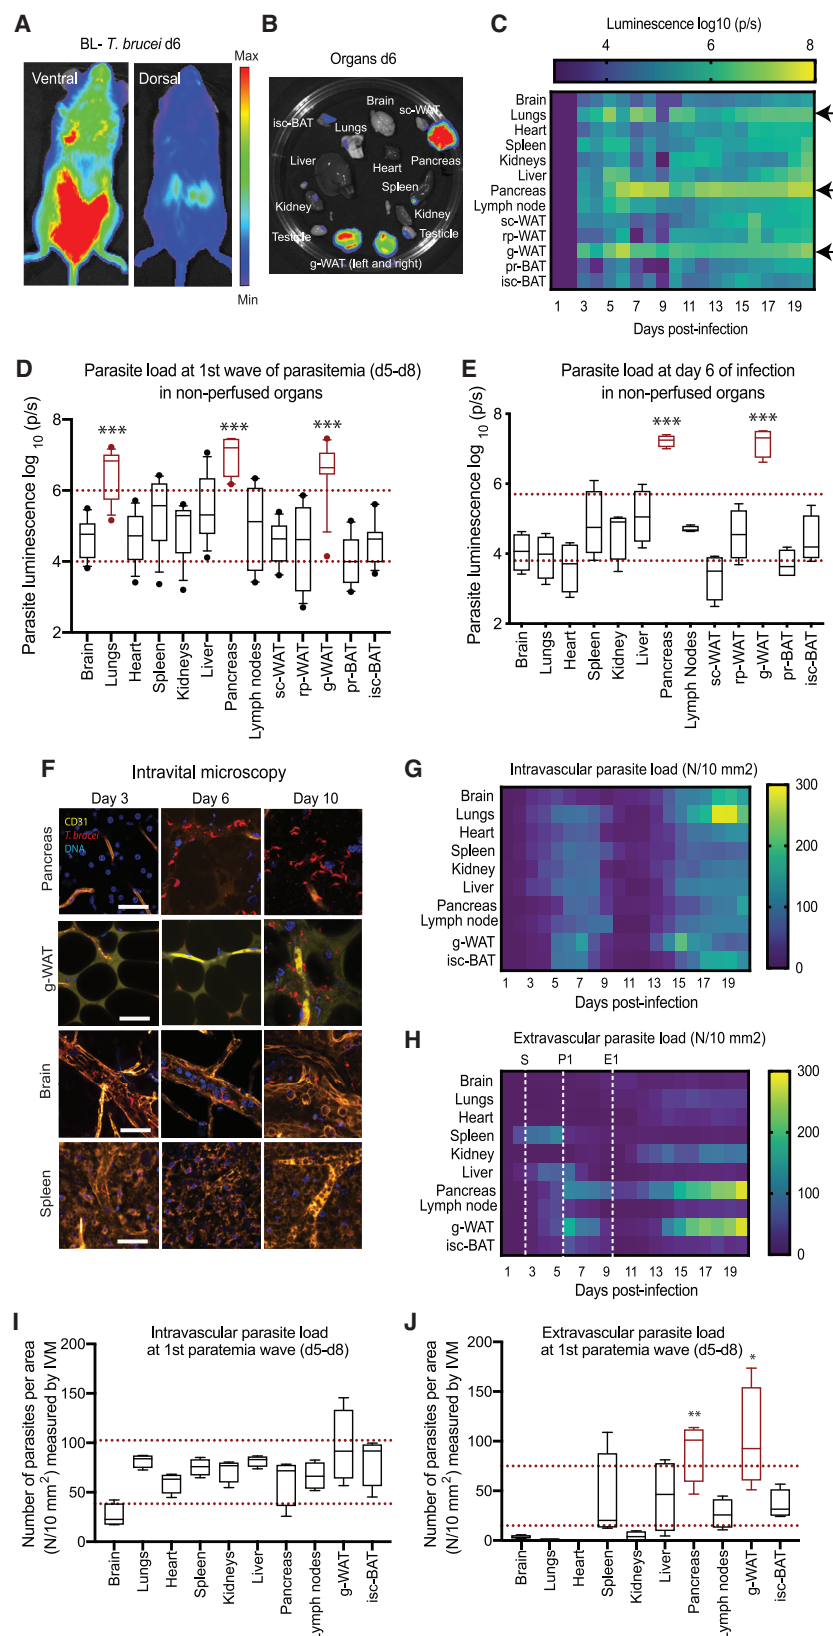 A
BL- T. brucei d6
Ventral
Dorsal
Max
Min
B
Organs d6
Brain
sc-WAT
isc-BAT
Lungs
Liver
Heart
Pancreas
Spleen
Kidney
Kidney
Testicle
Testicle
g-WAT (left and right)
C
Luminescence log10 (p/s)
4 6 8
Brain
Lungs
Heart
Spleen
Kidneys
Liver
Pancreas
Lymph node
sc-WAT
rp-WAT
g-WAT
pr-BAT
isc-BAT
1 3 5 7 9 11 13 15 17 19
Days post-infection
D
Parasite load at 1st wave of parasitemia (d5-d8)
in non-perfused organs
Parasite luminescence log 10 (p/s)
8
6
4
2
*** *** ***
Brain
Lungs
Heart
Spleen
Kidneys
Liver
Pancreas
Lymph nodes
sc-WAT
rp-WAT
g-WAT
pr-BAT
isc-BAT
E
Parasite load at day 6 of infection
in non-perfused organs
Parasite luminescence log 10 (p/s)
8
6
4
2
*** ***
Brain
Lungs
Heart
Spleen
Kidney
Liver
Pancreas
Lymph Nodes
sc-WAT
rp-WAT
g-WAT
pr-BAT
isc-BAT
F
Intravital microscopy
Day 3 Day 6 Day 10
CD31
T. brucei
DNA
Pancreas
g-WAT
Brain
Spleen
G
Intravascular parasite load (N/10 mm2)
Brain
Lungs
Heart
Spleen
Kidney
Liver
Pancreas
Lymph node
g-WAT
isc-BAT
1 3 5 7 9 11 13 15 17 19
Days post-infection
300
200
100
0
H
Extravascular parasite load (N/10 mm2)
S P1 E1
Brain
Lungs
Heart
Spleen
Kidney
Liver
Pancreas
Lymph node
g-WAT
isc-BAT
1 3 5 7 9 11 13 15 17 19
Days post-infection
300
200
100
0
I
Intravascular parasite load
at 1st paratemia wave (d5-d8)
Number of parasites per area
(N/10 mm2) measured by IVM
200
150
100
50
0
Brain
Lungs
Heart
Spleen
Kidneys
Liver
Pancreas
Lymph nodes
g-WAT
isc-BAT
J
Extravascular parasite load
at 1st paratemia wave (d5-d8)
Number of parasites per area
(N/10 mm2) measured by IVM
200
150
100
50
0
** *
Brain
Lungs
Heart
Spleen
Kidneys
Liver
Pancreas
Lymph nodes
g-WAT
isc-BAT